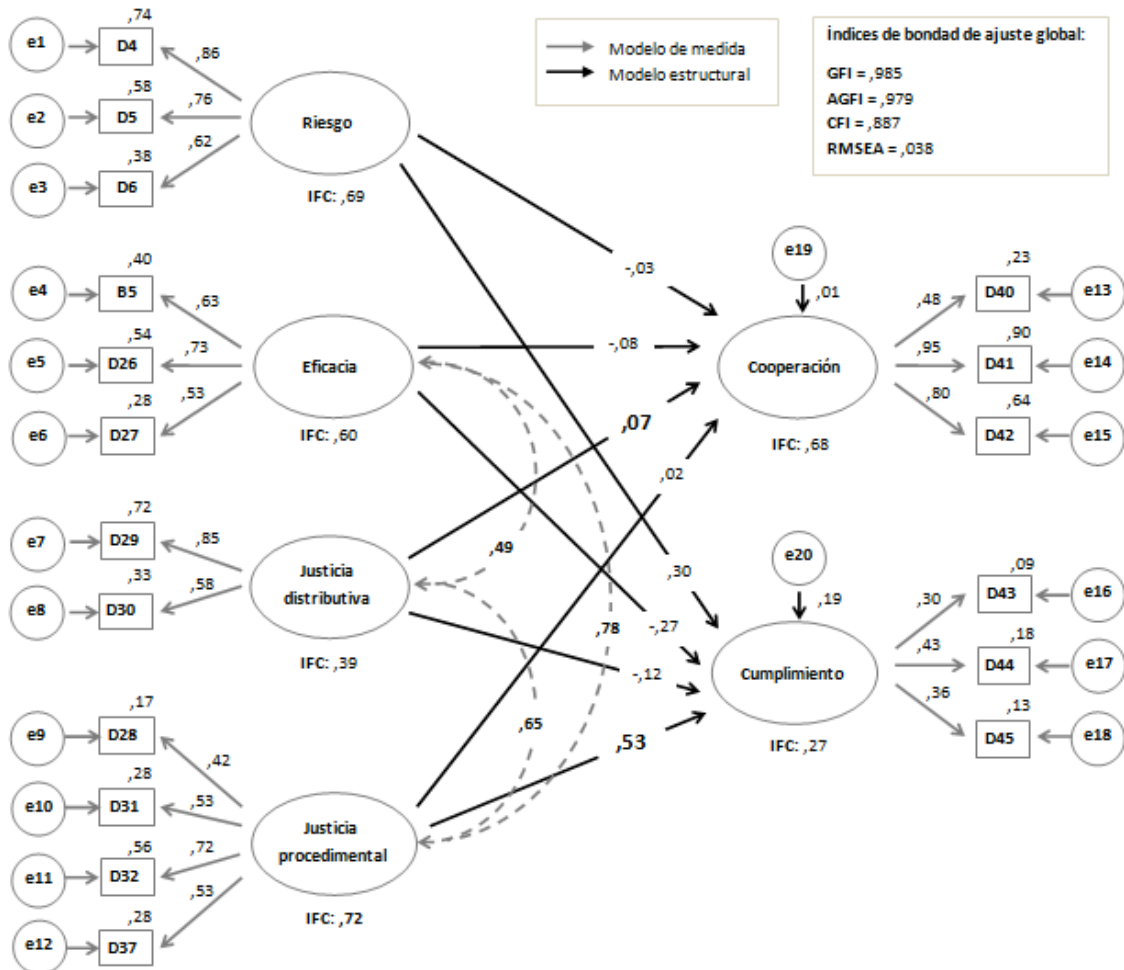 ,74
e1
D4
,86
,58
e2
D5
,76
,62
,38
e3
D6
Riesgo
IFC: ,69
Modelo de medida
Modelo estructural
Índices de bondad de ajuste global:
GFI = ,985
AGFI = ,979
CFI = ,887
RMSEA = ,038
,40
e4
B5
,63
,54
e5
D26
,73
,53
,28
e6
D27
Eficacia
IFC: ,60
-,03
-,08
,07
,02
e19
,01
Cooperación
IFC: ,68
,23
,48
D40
e13
,90
,95
D41
e14
,80
,64
D42
e15
,72
e7
D29
,85
,33
,58
e8
D30
Justicia
distributiva
IFC: ,39
,49
,30
-,27
,78
-,12
,65
,53
e20
,19
Cumplimiento
IFC: ,27
,09
,30
D43
e16
,18
,43
D44
e17
,36
,13
D45
e18
,17
e9
D28
,42
,28
e10
D31
,53
,56
,72
e11
D32
,53
,28
e12
D37
Justicia
procedimental
IFC: ,72